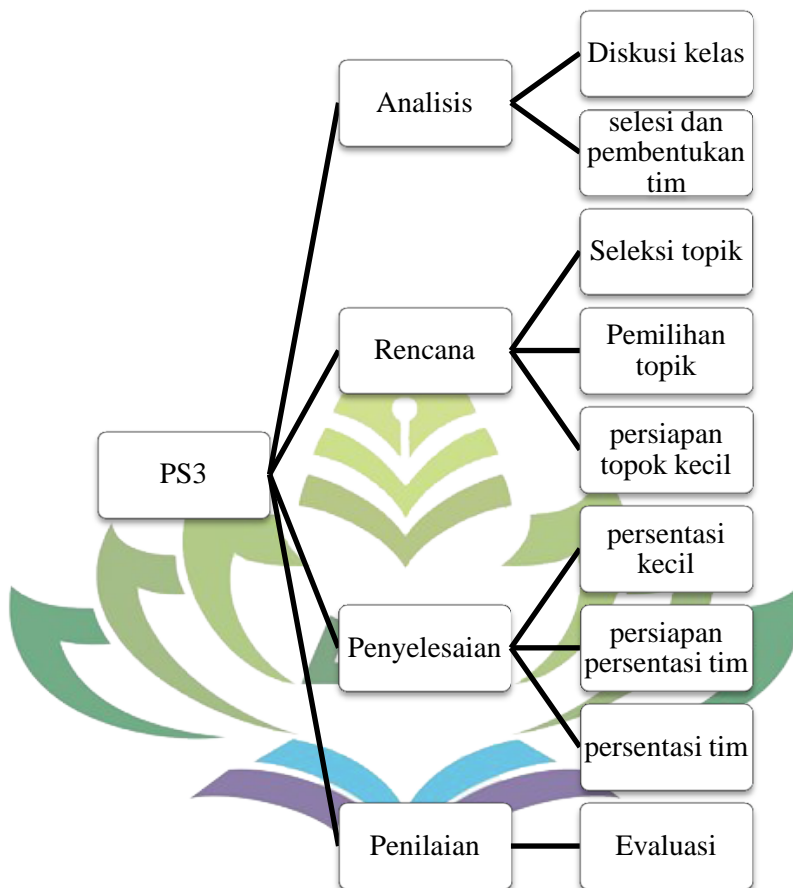 PS3
Analisis
Diskusi kelas
selesi dan
pembentukan
tim
Rencana
Seleksi topik
Pemilihan
topik
persiapan
topok kecil
Penyelesaian
persentasi
kecil
persiapan
persentasi tim
persentasi tim
Penilaian
Evaluasi